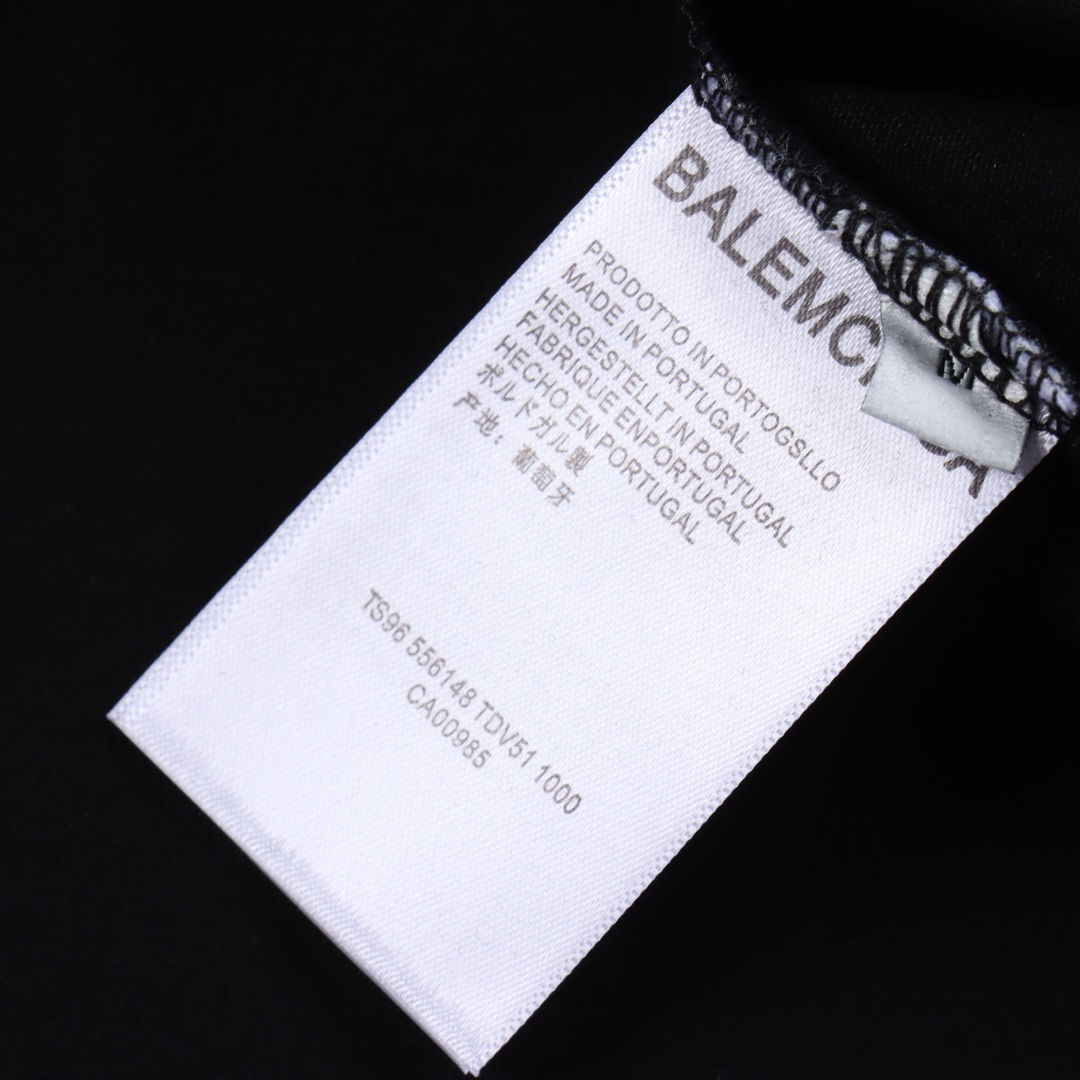 BALEMC
PRODOTTO IN PORTOGSLLO
MADE IN PORTUGAL
HERGESTELLT IN PORTUGAL
FABRIQUE ENPORTUGAL
HECHO EN PORTUGAL
ポルドガル製
产地：葡萄牙
TS96 556148 TDV51 1000
CA00985
M